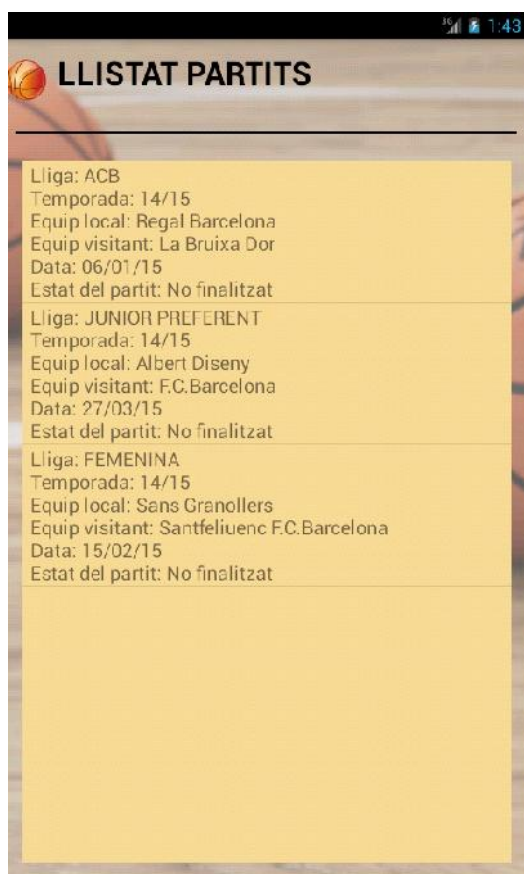 3G 1:43
LLISTAT PARTITS
Lliga: ACB
Temporada: 14/15
Equip local: Regal Barcelona
Equip visitant: La Bruixa Dor
Data: 06/01/15
Estat del partit: No finalitzat
Lliga: JUNIOR PREFERENT
Temporada: 14/15
Equip local: Albert Diseny
Equip visitant: F.C.Barcelona
Data: 27/03/15
Estat del partit: No finalitzat
Lliga: FEMENINA
Temporada: 14/15
Equip local: Sans Granollers
Equip visitant: Santfeliuenc F.C.Barcelona
Data: 15/02/15
Estat del partit: No finalitzat